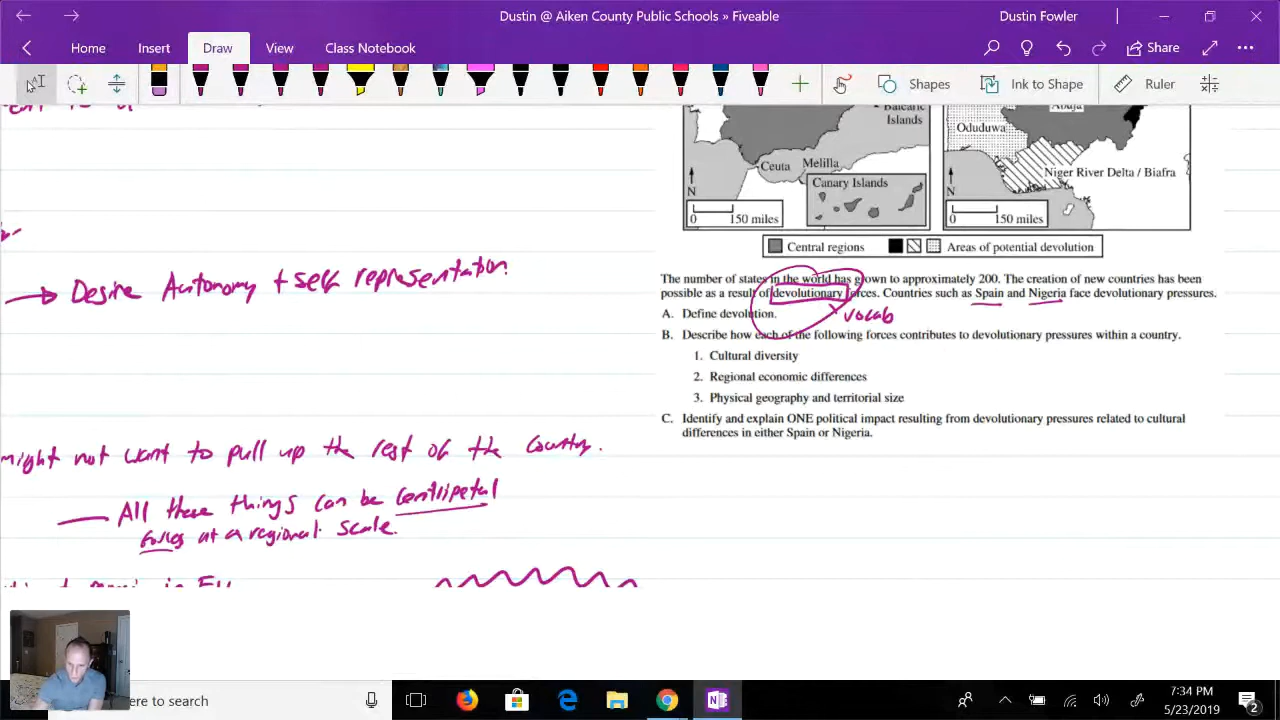 Dustin @ Aiken County Public Schools » Fiveable
Dustin Fowler
Home Insert Draw View Class Notebook
Share
Shapes
Ink to Shape
Ruler
Balearic
Islands
Ceuta Melilla
Canary Islands
N
0 150 miles
Abuja
Oduduwa
Niger River Delta / Biafra
N
0 150 miles
Central regions
Areas of potential devolution
Desire Autonomy + self representation
The number of states in the world has grown to approximately 200. The creation of new countries has been
possible as a result of devolutionary forces. Countries such as Spain and Nigeria face devolutionary pressures.
vocab
A. Define devolution.
B. Describe how each of the following forces contributes to devolutionary pressures within a country.
1. Cultural diversity
2. Regional economic differences
3. Physical geography and territorial size
C. Identify and explain ONE political impact resulting from devolutionary pressures related to cultural
differences in either Spain or Nigeria.
might not want to pull up the rest of the country.
All these things can be centripetal
forces at a regional scale.
in EU
here to search
7:34 PM
5/23/2019
2